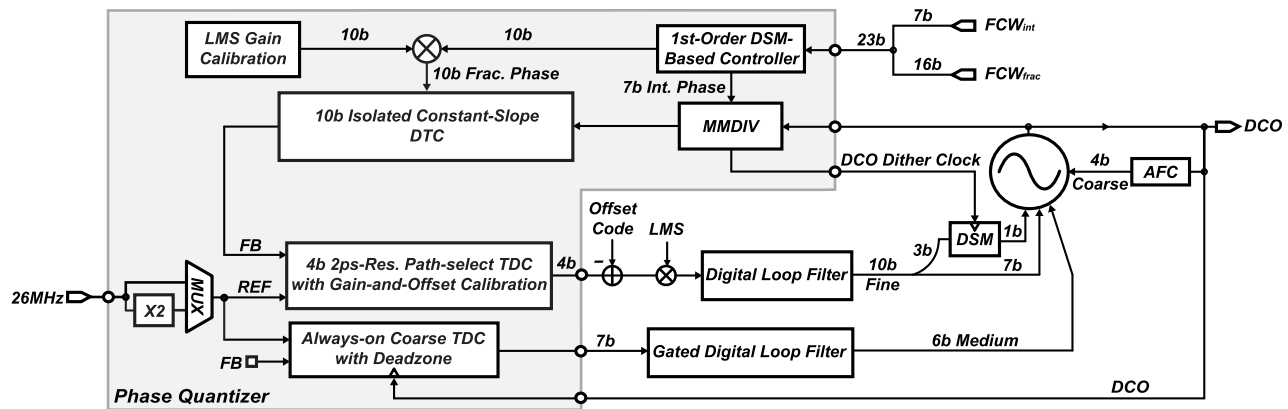 LMS Gain
Calibration
10b
10b
1st-Order DSM-
Based Controller
23b
7b
FCWint
16b
FCWfrac
10b Frac. Phase
7b Int. Phase
10b Isolated Constant-Slope
DTC
MMDIV
DCO
DCO Dither Clock
4b
Coarse
AFC
Offset
Code
LMS
DSM
1b
3b
FB
4b 2ps-Res. Path-select TDC
with Gain-and-Offset Calibration
4b
–
Digital Loop Filter
10b
Fine
7b
26MHz
X2
MUX
REF
Always-on Coarse TDC
with Deadzone
FB
7b
Gated Digital Loop Filter
6b Medium
Phase Quantizer
DCO